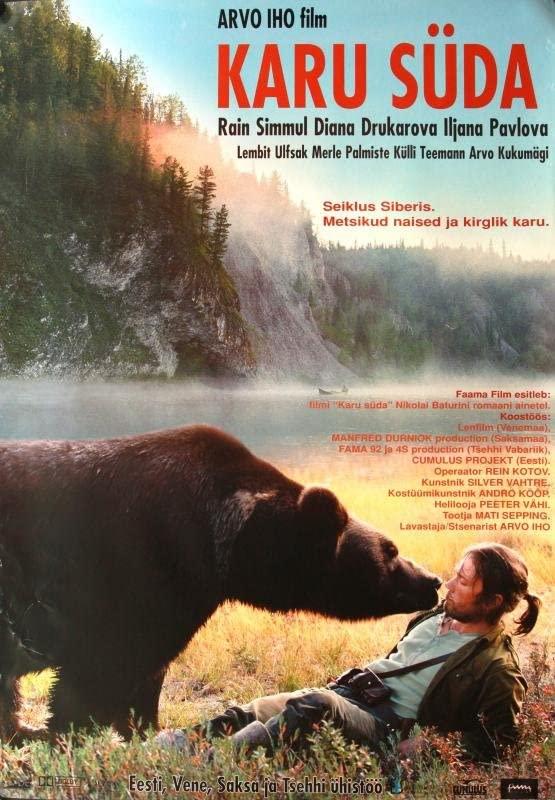 ARVO IHO film
KARU SÜDA
Rain Simmul Diana Drukarova Iljana Pavlova
Lembit Ulfsak Merle Palmiste Külli Teemann Arvo Kukumägi
Seiklus Siberis.
Metsikud naised ja kirglik karu.
Faama Film esitleb:
filmi "Karu süda" Nikolai Baturini romaani ainetel.
Koostöös:
Lenfilm (Venemaa),
MANFRED DURNIOK production (Saksamaa),
FAMA 92 ja 4S production (Tsehhi Vabariik),
CUMULUS PROJEKT (Eesti).
Operaator REIN KOTOV.
Kunstnik SILVER VAHTRE.
Kostüümikunstnik ANDRO KÖÖP.
Helilooja PEETER VÄHI.
Tootja MATI SEPPING.
Lavastaja/Stsenarist ARVO IHO
Eesti, Vene, Saksa ja Tsehhi ühistöö
CUMULUS